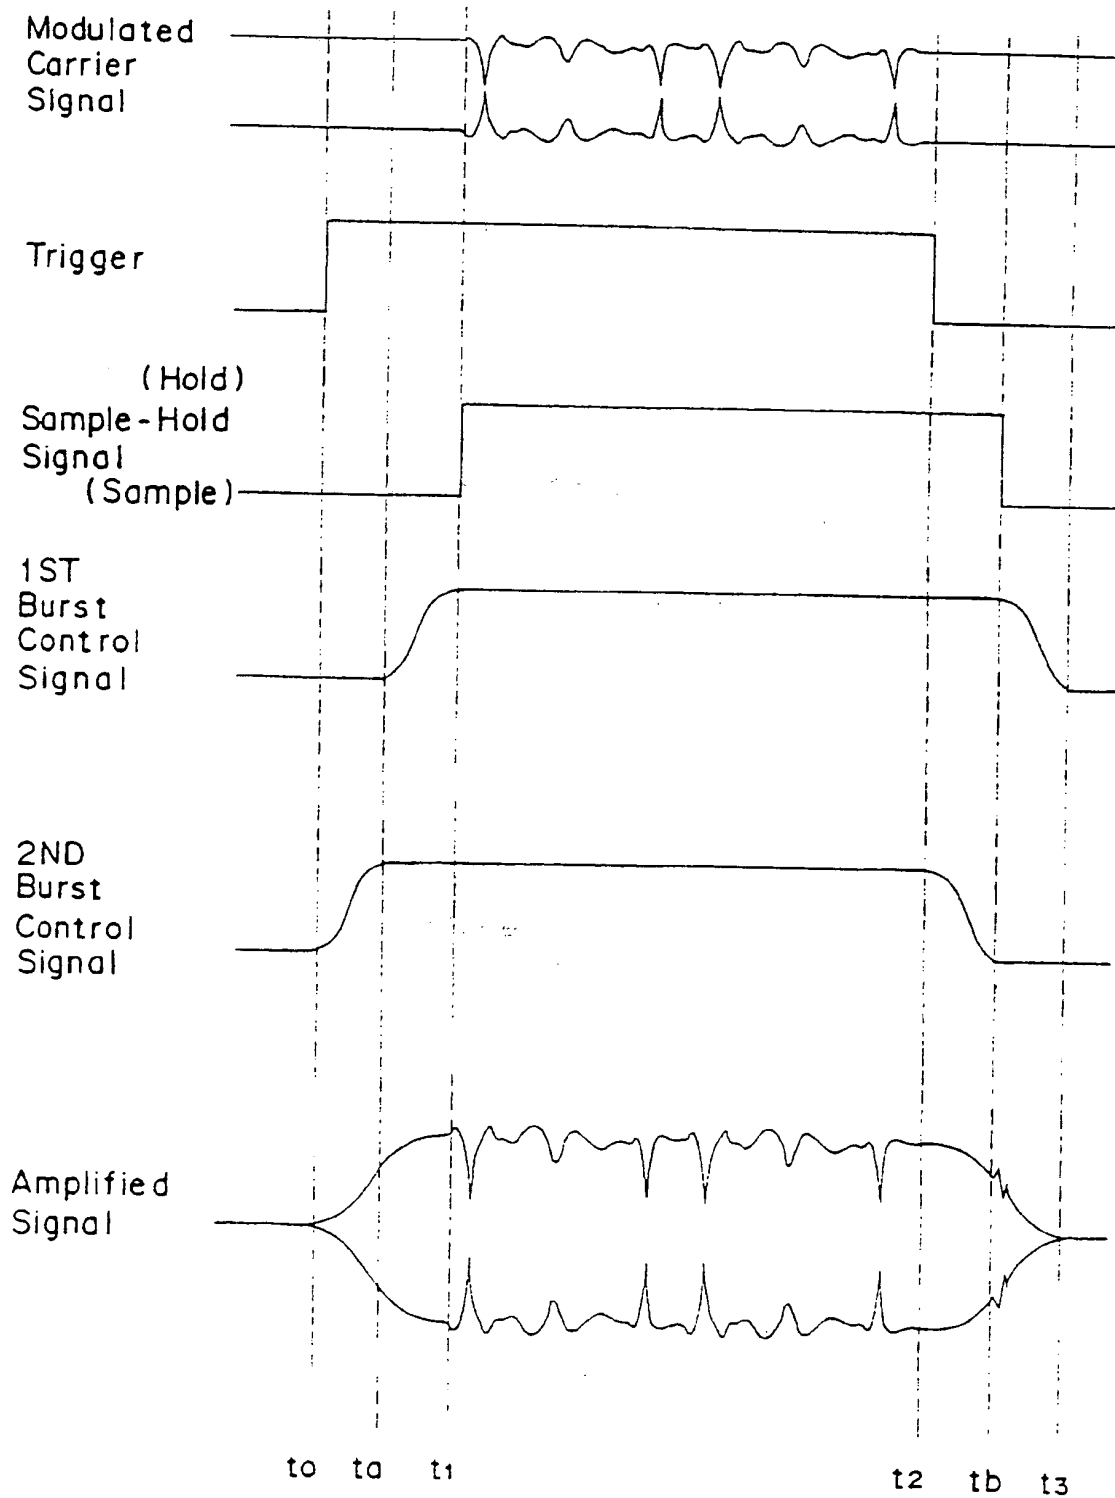 Modulated
Carrier
Signal
Trigger
(Hold)
Sample-Hold
Signal
(Sample)
1ST
Burst
Control
Signal
2ND
Burst
Control
Signal
Amplified
Signal
to ta t1 t2 tb t3